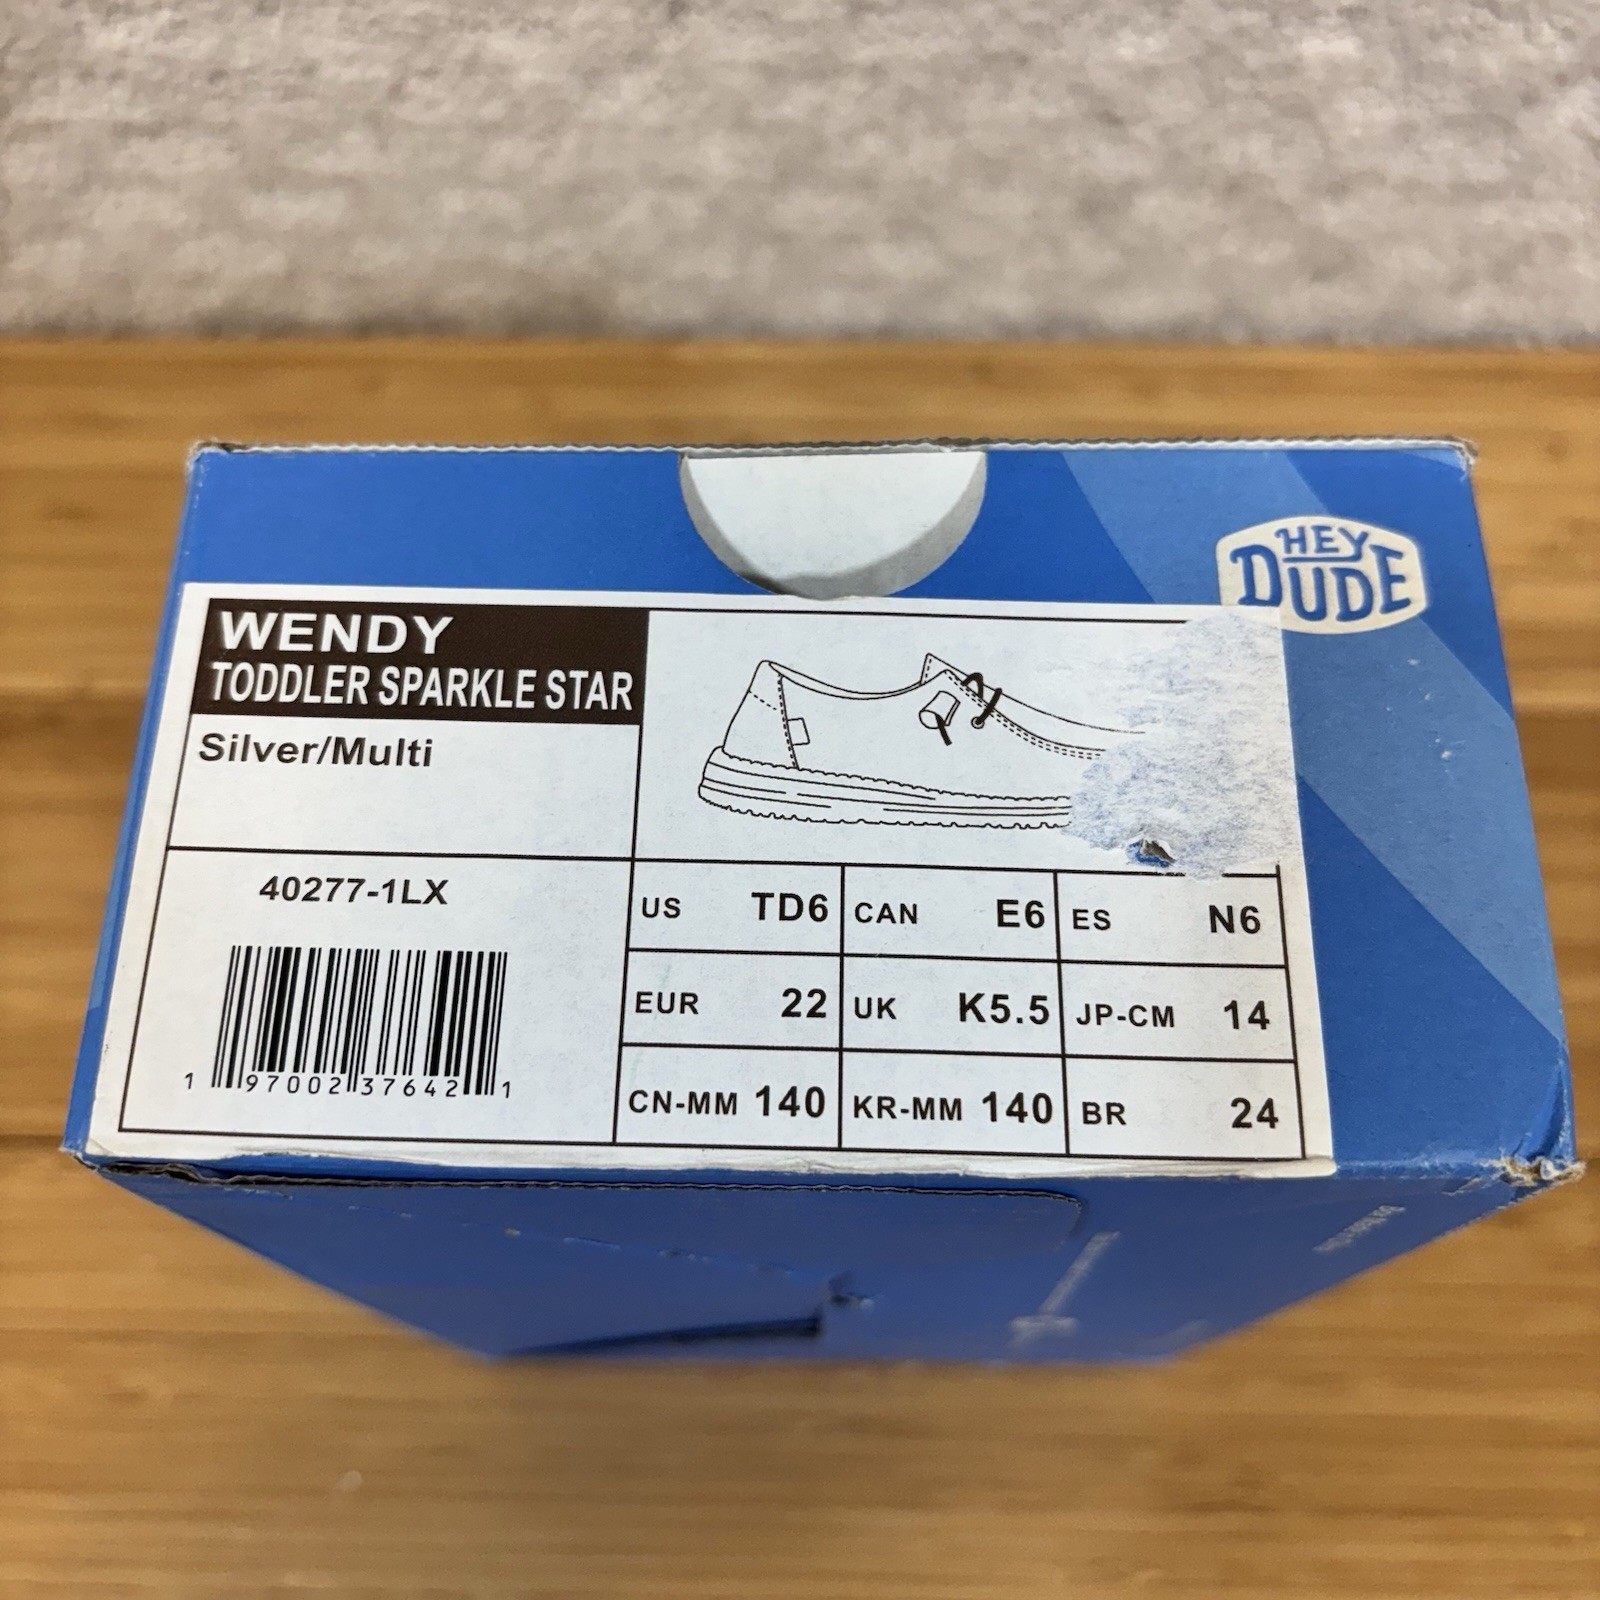 HEY
DUDE
WENDY
TODDLER SPARKLE STAR
Silver/Multi
40277-1LX
US TD6 CAN E6 ES N6
EUR 22 UK K5.5 JP-CM 14
CN-MM 140 KR-MM 140 BR 24
1 97002 37642 1